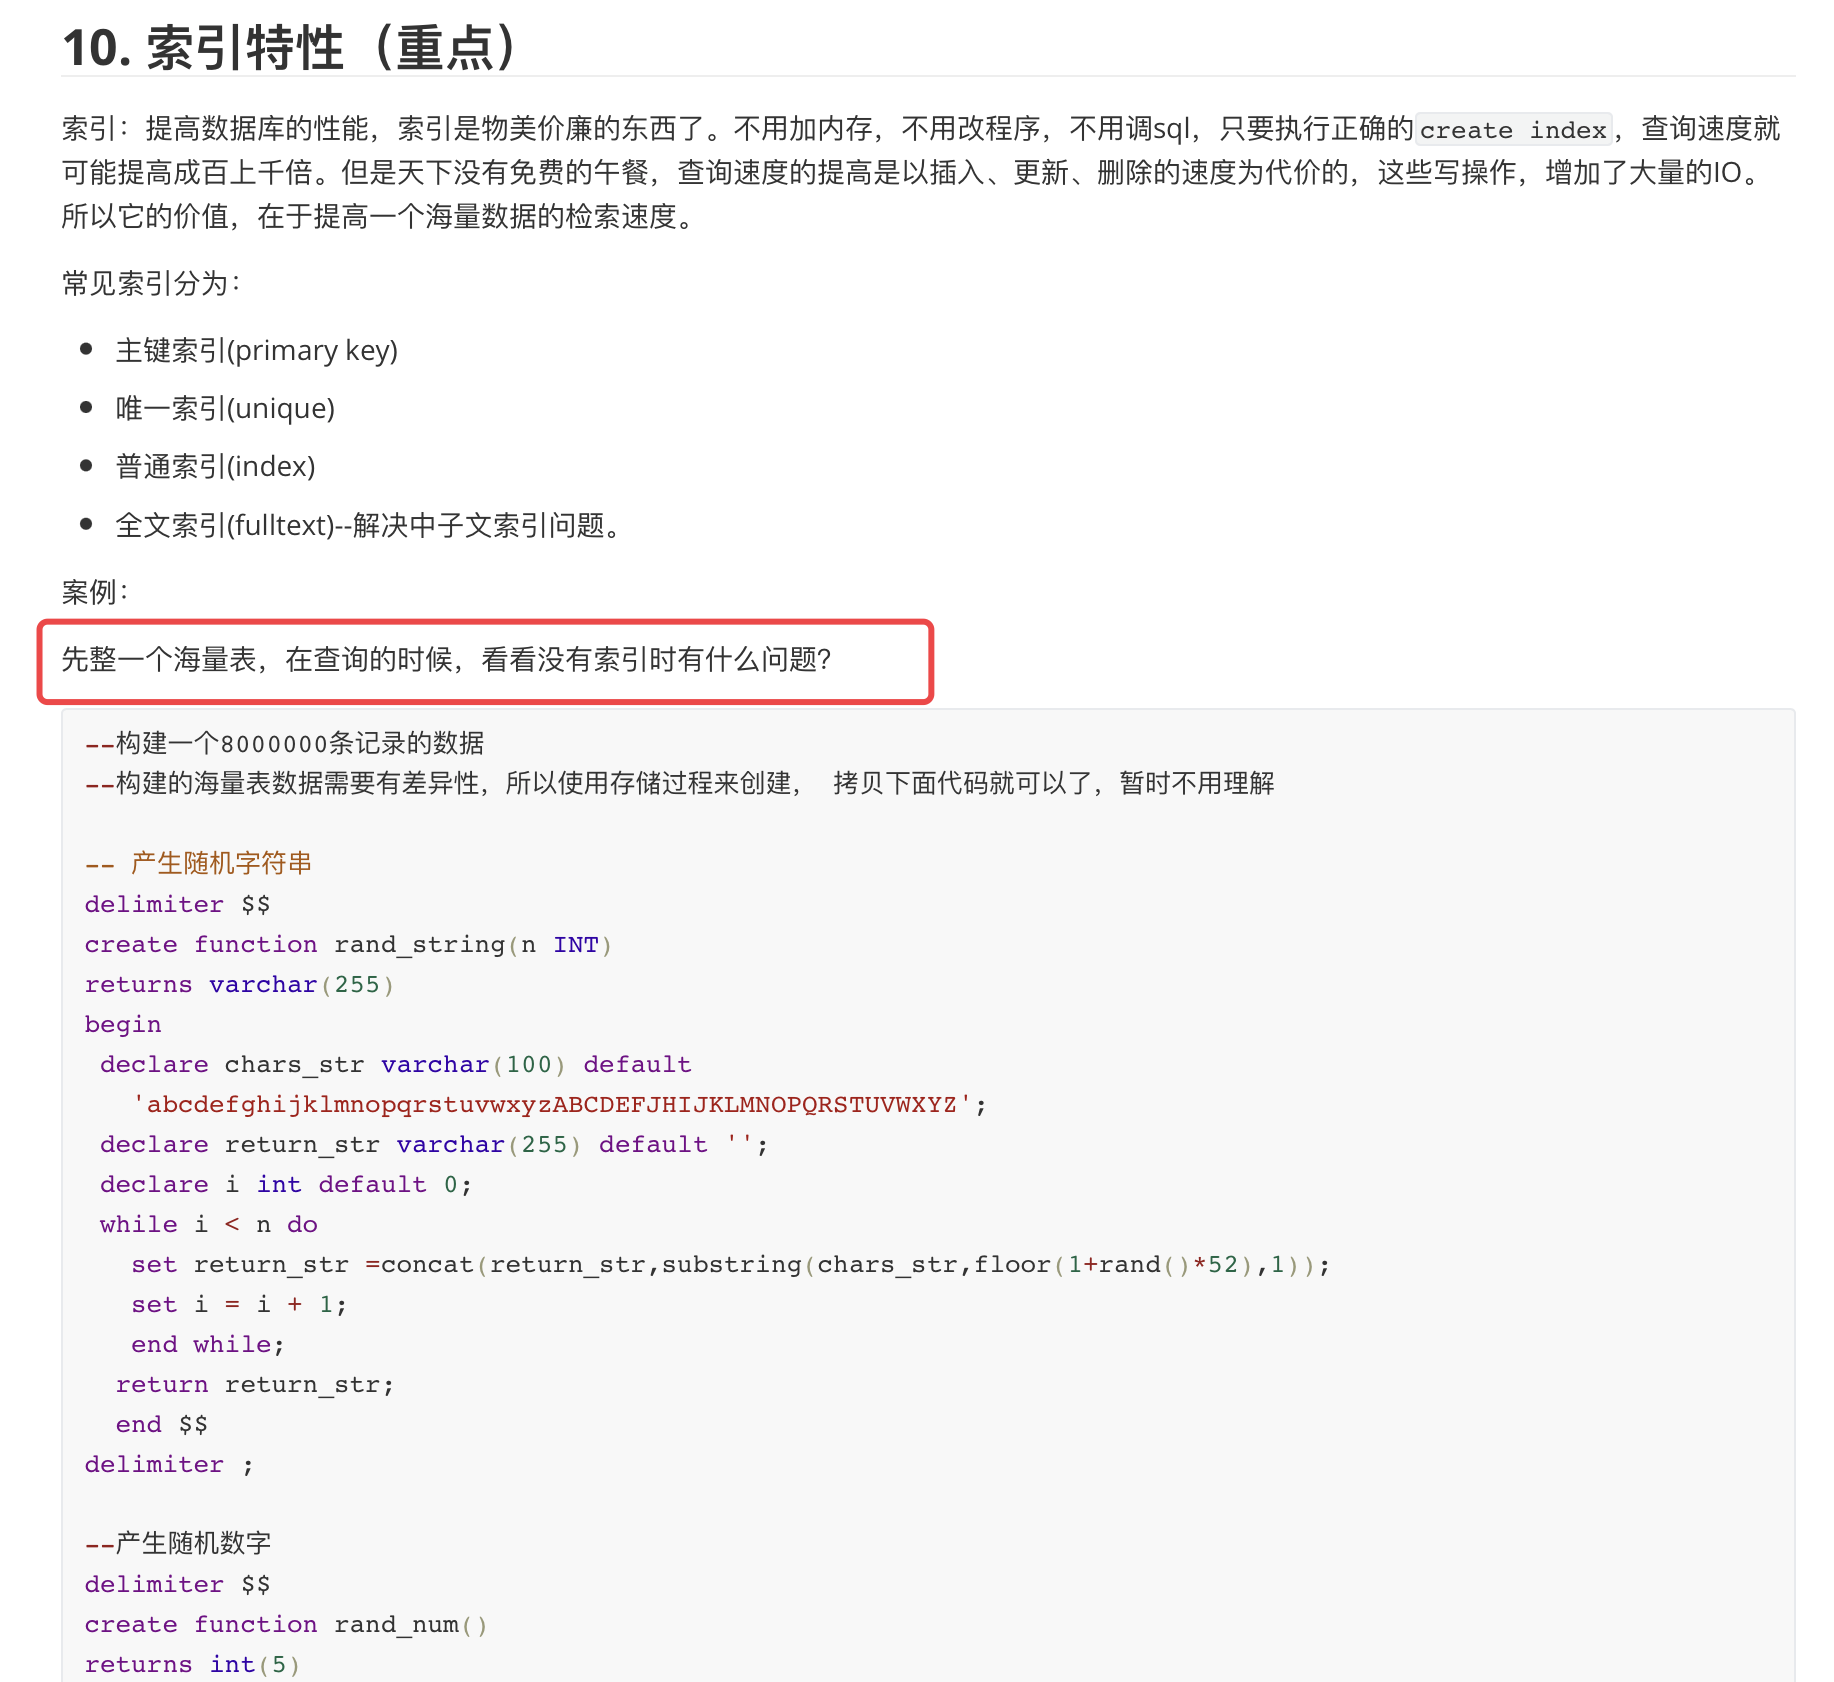 10. 索引特性（重点）
索引：提高数据库的性能，索引是物美价廉的东西了。不用加内存，不用改程序，不用调sql，只要执行正确的create index，查询速度就
可能提高成百上千倍。但是天下没有免费的午餐，查询速度的提高是以插入、更新、删除的速度为代价的，这些写操作，增加了大量的IO。
所以它的价值，在于提高一个海量数据的检索速度。
常见索引分为：
主键索引(primary key)
唯一索引(unique)
普通索引(index)
全文索引(fulltext)--解决中子文索引问题。
案例：
先整一个海量表，在查询的时候，看看没有索引时有什么问题？
--构建一个8000000条记录的数据
--构建的海量表数据需要有差异性，所以使用存储过程来创建， 拷贝下面代码就可以了，暂时不用理解
-- 产生随机字符串
delimiter $$
create function rand_string(n INT)
returns varchar(255)
begin
declare chars_str varchar(100) default
'abcdefghijklmnopqrstuvwxyzABCDEFJHIJKLMNOPQRSTUVWXYZ';
declare return_str varchar(255) default '';
declare i int default 0;
while i < n do
set return_str =concat(return_str,substring(chars_str,floor(1+rand()*52),1));
set i = i + 1;
end while;
return return_str;
end $$
delimiter ;
--产生随机数字
delimiter $$
create function rand_num()
returns int(5)